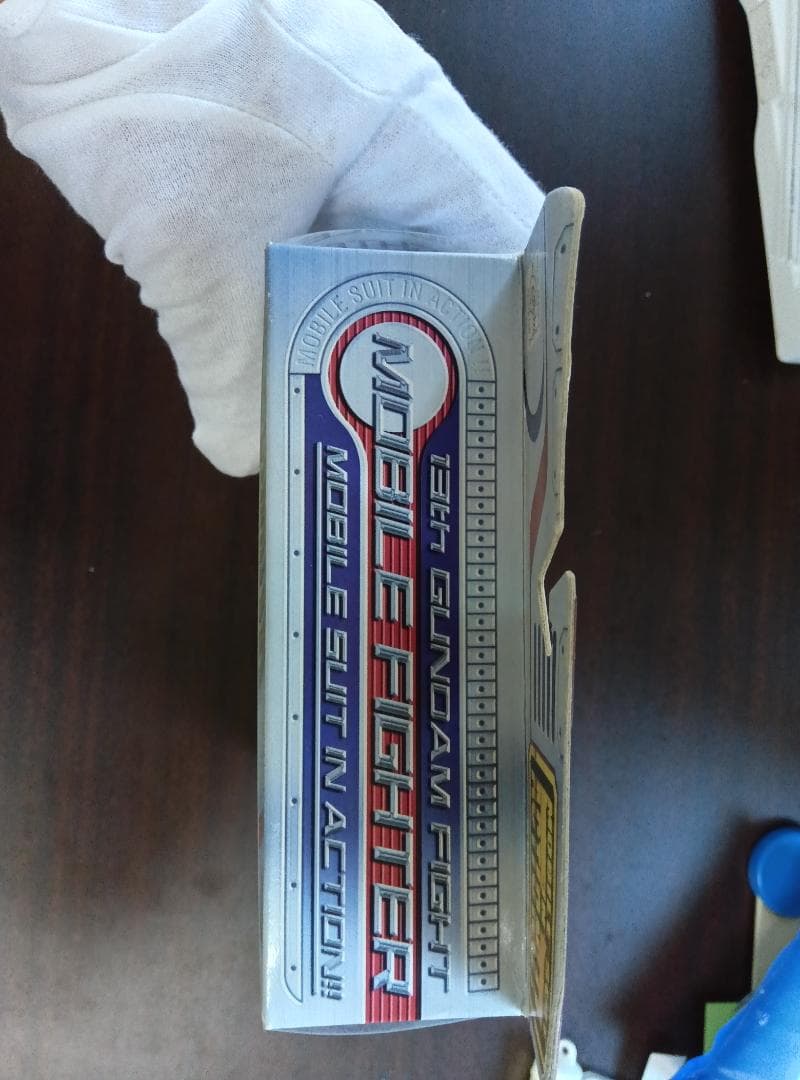 MOBILE SUIT IN ACTION!!
13th GUNDAM FIGHT
MOBILE FIGHTER
MOBILE SUIT IN ACTION!!